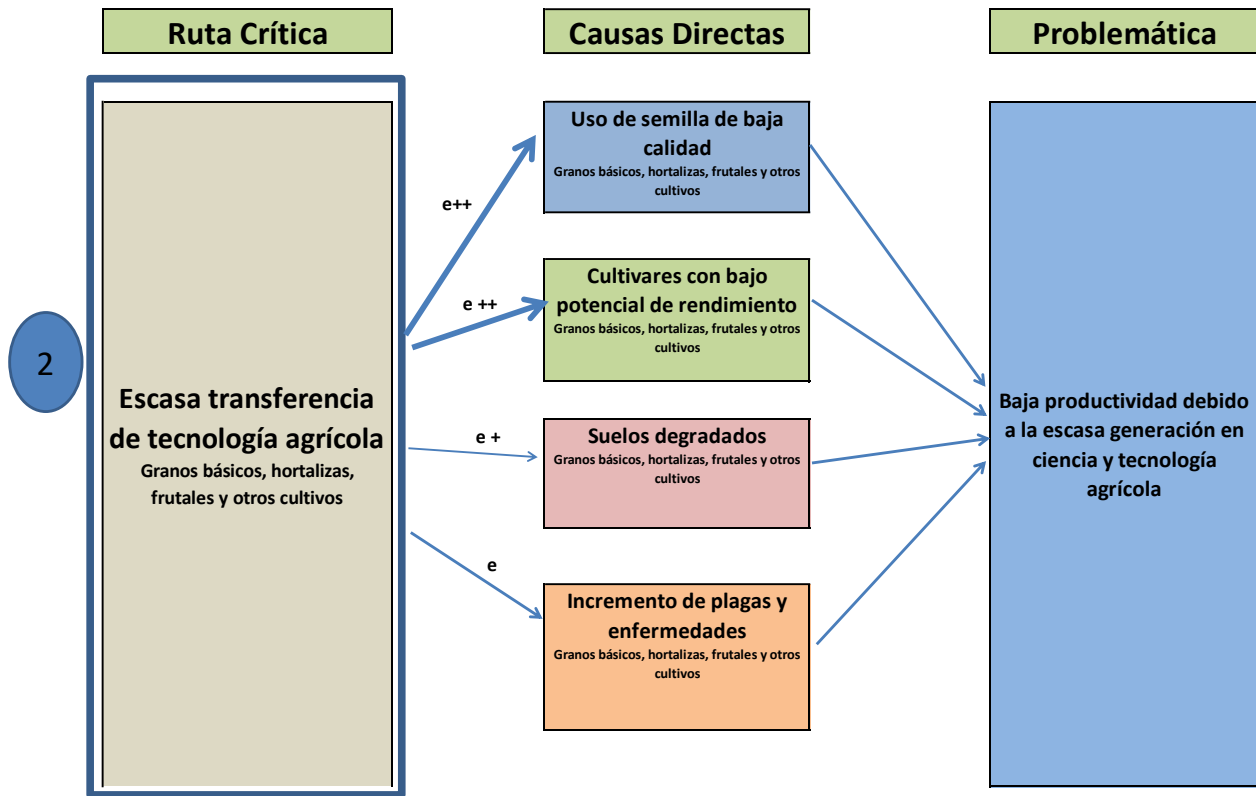 Ruta Crítica
Causas Directas
Problemática
2
Escasa transferencia
de tecnología agrícola
Granos básicos, hortalizas,
frutales y otros cultivos
e++
e ++
e +
e
Uso de semilla de baja
calidad
Granos básicos, hortalizas, frutales y otros
cultivos
Cultivares con bajo
potencial de rendimiento
Granos básicos, hortalizas, frutales y otros
cultivos
Suelos degradados
Granos básicos, hortalizas, frutales y otros
cultivos
Incremento de plagas y
enfermedades
Granos básicos, hortalizas, frutales y otros
cultivos
Baja productividad debido
a la escasa generación en
ciencia y tecnología
agrícola